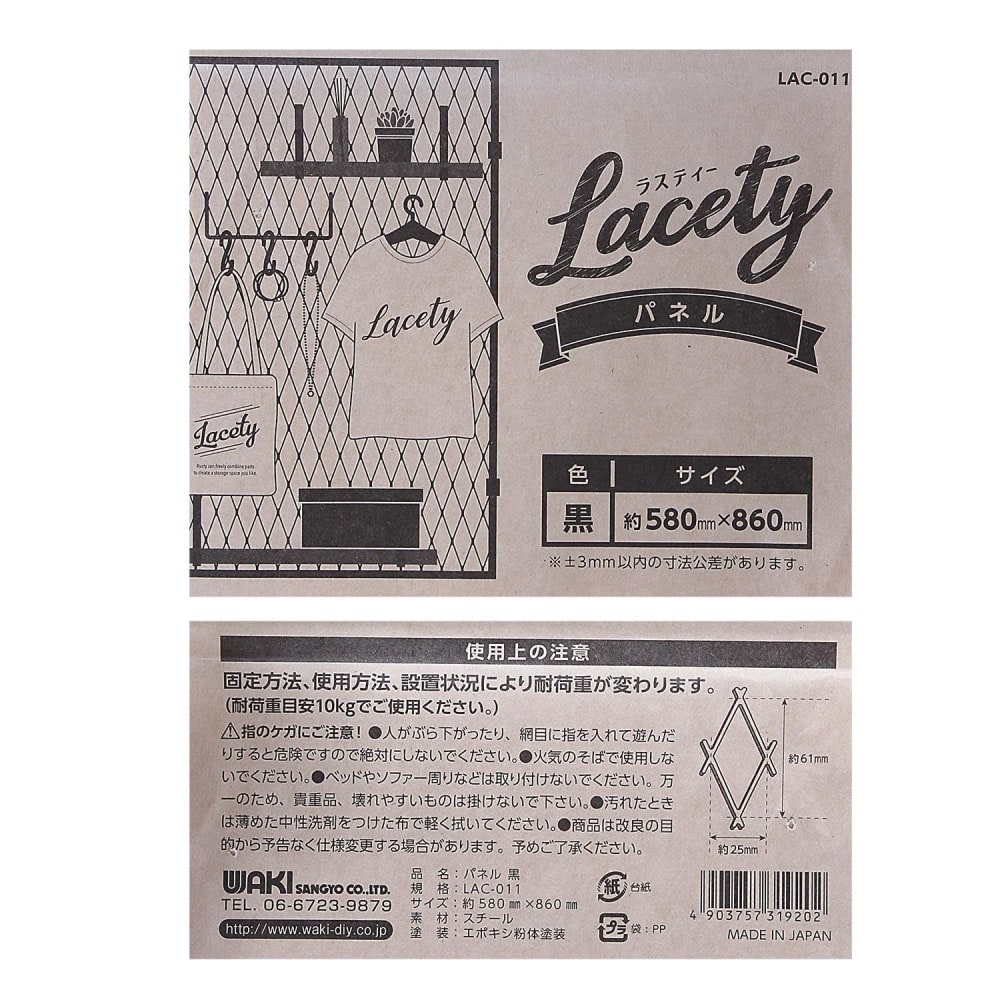 LAC-011
ラスティー
Lacety
パネル
Lacety
Lacety
Rusty can freely combine parts
to create a storage space you like.
色 サイズ
黒 約580mm×860mm
※±3mm以内の寸法公差があります。
使用上の注意
固定方法、使用方法、設置状況により耐荷重が変わります。
(耐荷重目安10kgでご使用ください。)
⚠指のケガにご注意!●人がぶら下がったり、網目に指を入れて遊んだ
りすると危険ですので絶対にしないでください。●火気のそばで使用しな
いでください。●ベッドやソファー周りなどは取り付けないでください。万
一のため、貴重品、壊れやすいものは掛けないで下さい。●汚れたとき
は薄めた中性洗剤をつけた布で軽く拭いてください。●商品は改良の目
的から予告なく仕様変更する場合があります。予めご了承ください。
約61mm
約25mm
WAKI SANGYO CO.,LTD.
TEL. 06-6723-9879
http://www.waki-diy.co.jp
品名:パネル 黒
規格:LAC-011
サイズ:約580mm×860mm
素材:スチール
塗装:エポキシ粉体塗装
紙 台紙
プラ 袋:PP
4903757319202
MADE IN JAPAN